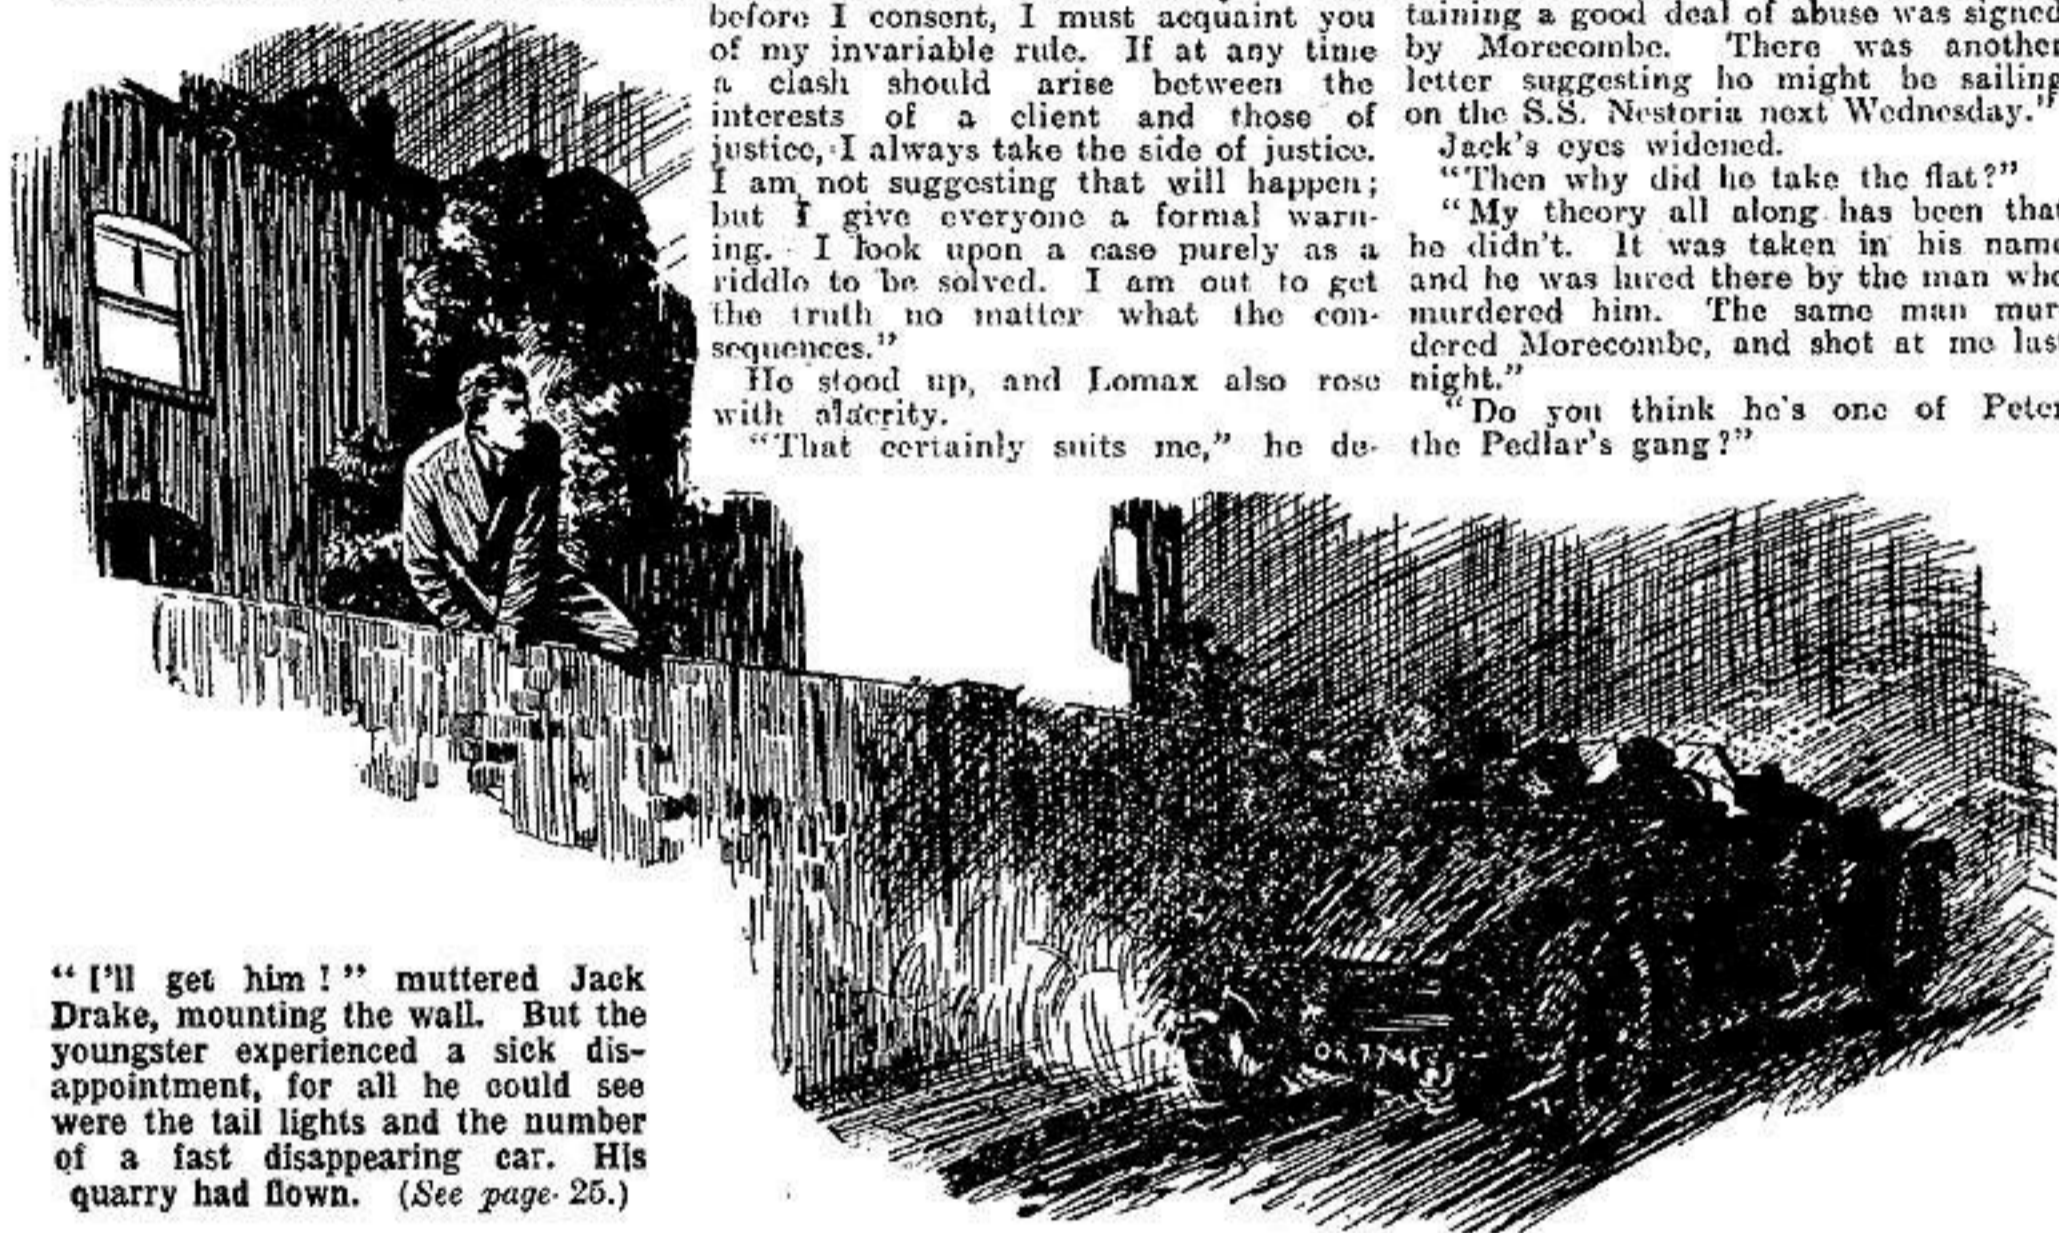 before I consent, I must acquaint you
of my invariable rule. If at any time
a clash should arise between the
interests of a client and those of
justice, I always take the side of justice.
I am not suggesting that will happen;
but I give everyone a formal warn-
ing. I look upon a case purely as a
riddle to be solved. I am out to get
the truth no matter what the con-
sequences."
He stood up, and Lomax also rose
with alacrity.
"That certainly suits me," he de-
taining a good deal of abuse was signed
by Morecombe. There was another
letter suggesting he might be sailing
on the S.S. Nestoria next Wednesday."
Jack's eyes widened.
"Then why did he take the flat?"
"My theory all along has been that
he didn't. It was taken in his name
and he was lured there by the man who
murdered him. The same man mur-
dered Morecombe, and shot at me last
night."
"Do you think he's one of Peter
the Pedlar's gang?"
"I'll get him!" muttered Jack
Drake, mounting the wall. But the
youngster experienced a sick dis-
appointment, for all he could see
were the tail lights and the number
of a fast disappearing car. His
quarry had flown. (See page 25.)